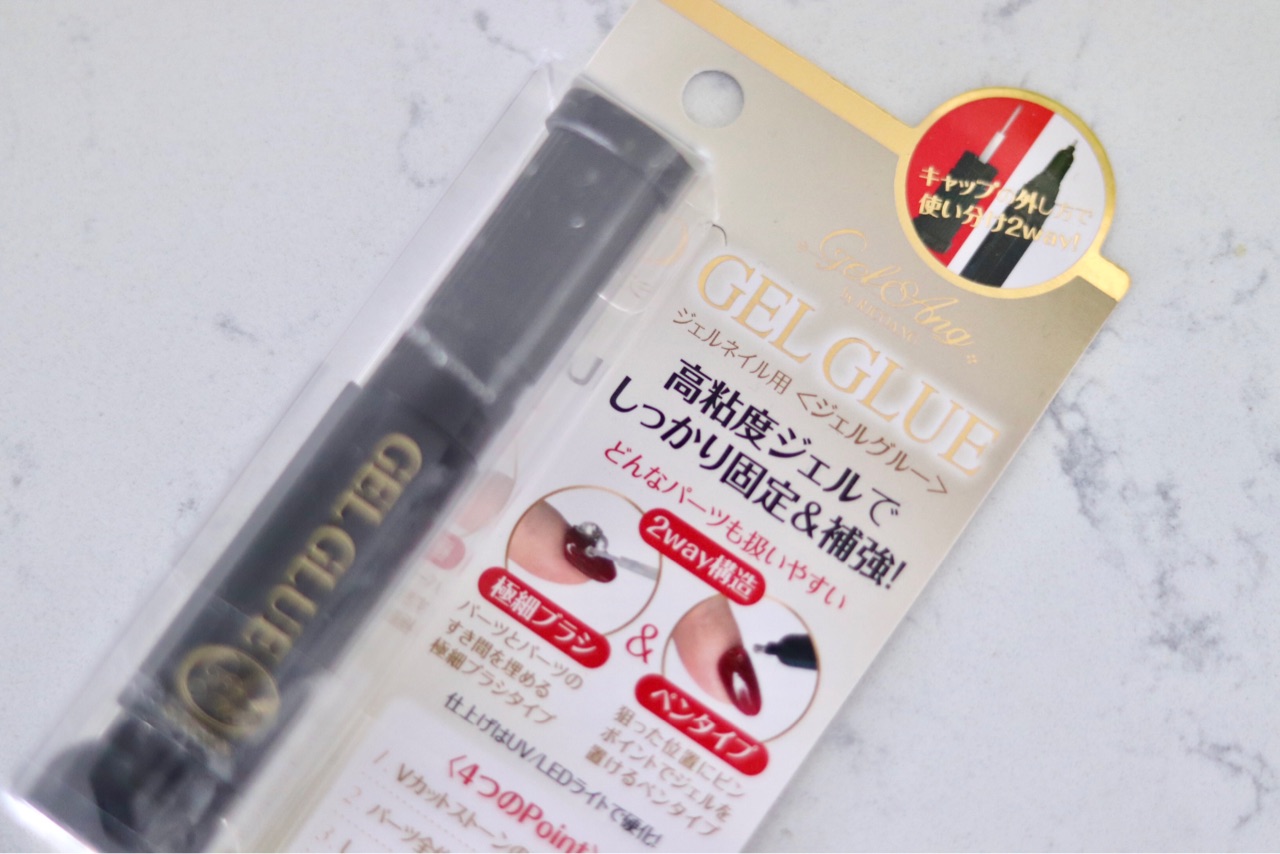 キャップの外し方で
使い分け2way!
Gel&Ang
GEL GLUE
ジェルネイル用 <ジェルグルー>
高粘度ジェルで
しっかり固定&補強!
どんなパーツも扱いやすい
2way構造
極細ブラシ
&
ペンタイプ
パーツとパーツの
すき間を埋める
極細ブラシタイプ
狙った位置にピン
ポイントでジェルを
置けるペンタイプ
仕上げはUV/LEDライトで硬化!
〈4つのPoint〉
1 Vカットストーンの
2 パーツ全体
3
GEL GLUE